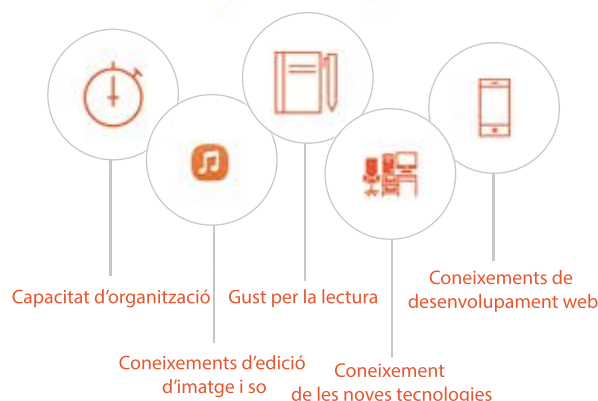 Capacitat d’organització
Coneixements d’edició
d’imatge i so
Gust per la lectura
Coneixement
de les noves tecnologies
Coneixements de
desenvolupament web